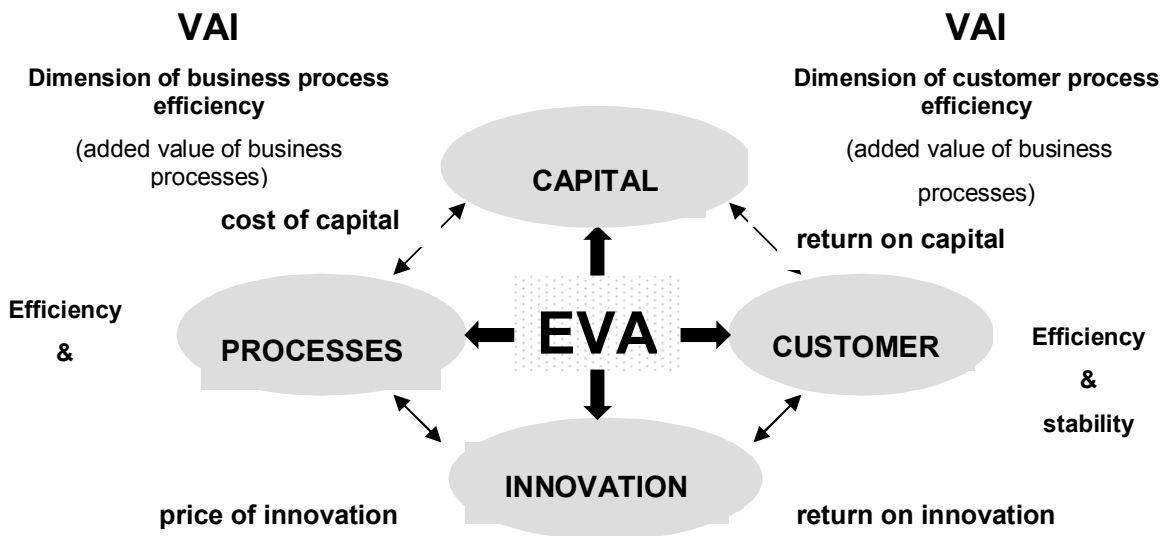 VAI
Dimension of business process
efficiency
(added value of business
processes)
cost of capital
VAI
Dimension of customer process
efficiency
(added value of business
processes)
return on capital
CAPITAL
Efficiency
&
PROCESSES
EVA
CUSTOMER
Efficiency
&
stability
INNOVATION
price of innovation
return on innovation